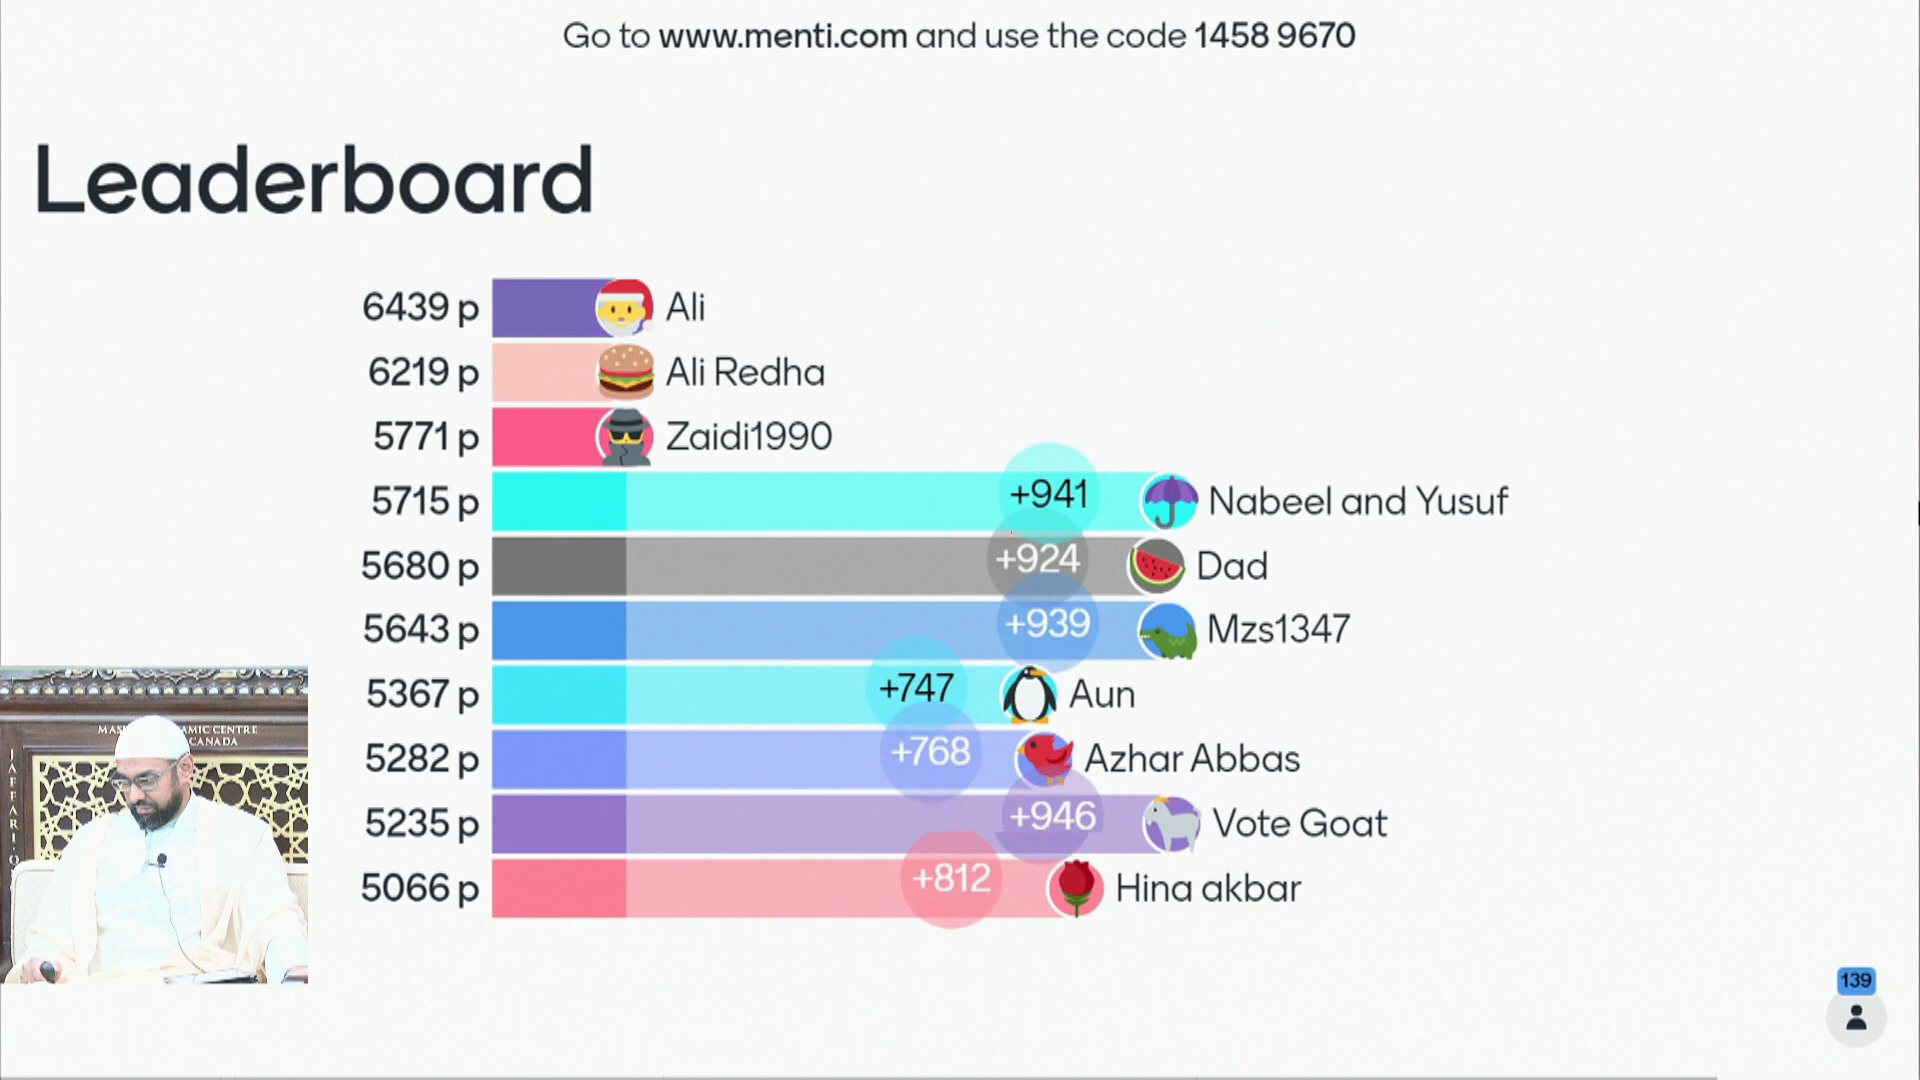 Go to www.menti.com and use the code 1458 9670
Leaderboard
6439 p Ali
6219 p Ali Redha
5771 p Zaidi1990
5715 p +941 Nabeel and Yusuf
5680 p +924 Dad
5643 p +939 Mzs1347
5367 p +747 Aun
5282 p +768 Azhar Abbas
5235 p +946 Vote Goat
5066 p +812 Hina akbar
CENTRE
CANADA
139